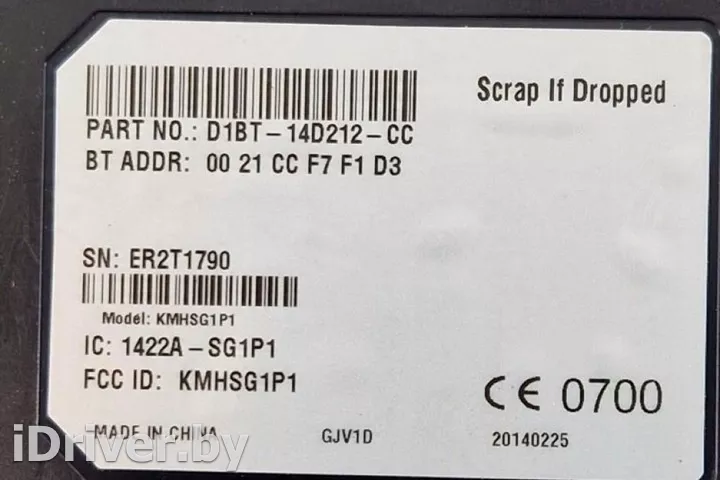 Scrap If Dropped
PART NO.: D1BT-14D212-CC
BT ADDR: 00 21 CC F7 F1 D3
SN: ER2T1790
Model: KMHSG1P1
IC: 1422A-SG1P1
FCC ID: KMHSG1P1
CE 0700
MADE IN CHINA GJV1D 20140225
iDriver.by